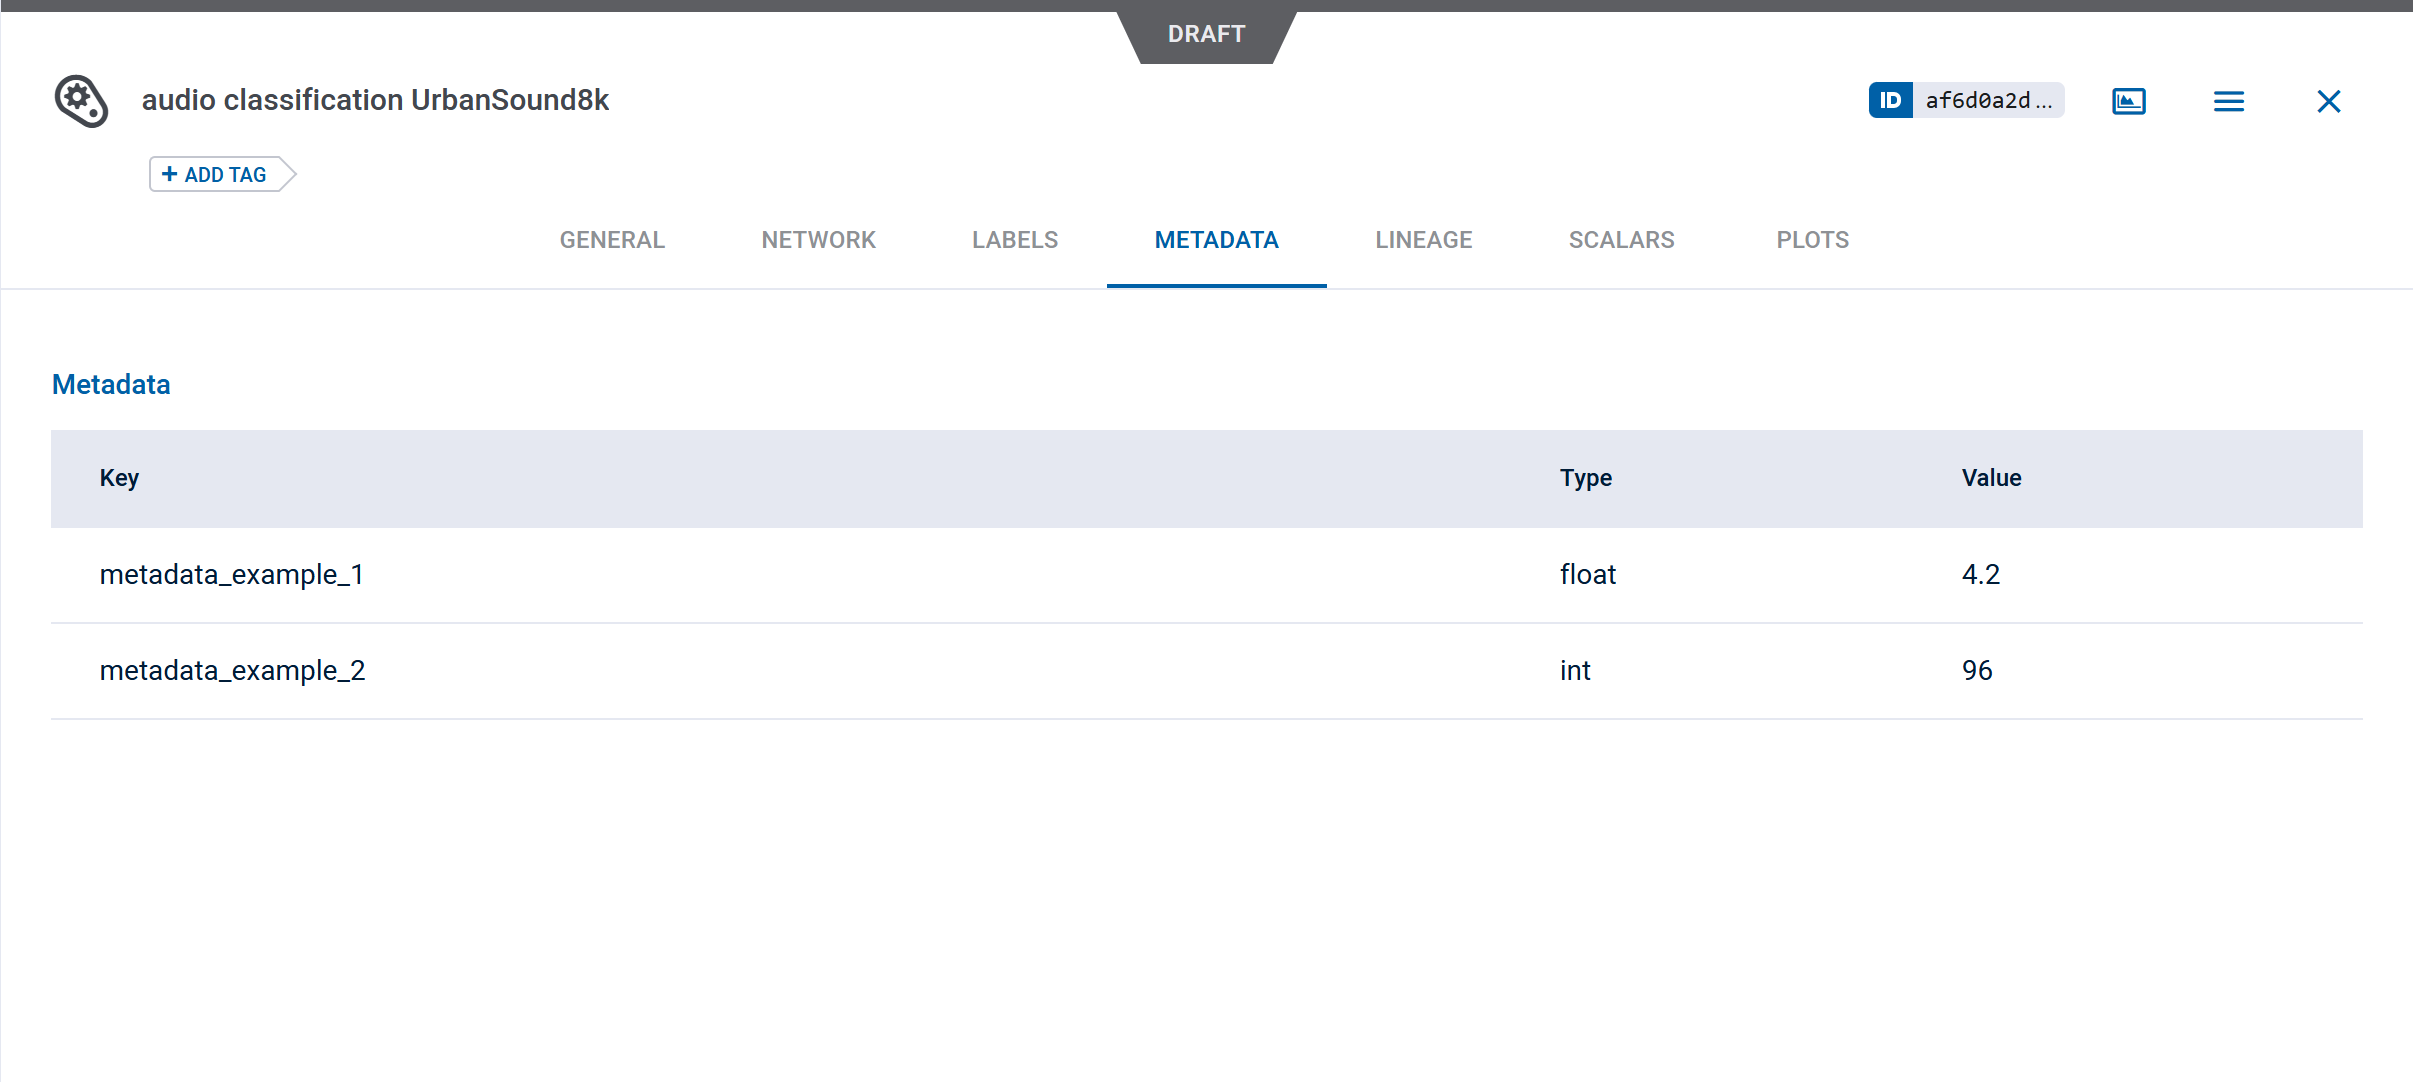 DRAFT
audio classification UrbanSound8k
ID af6d0a2d...
+ ADD TAG
GENERAL NETWORK LABELS METADATA LINEAGE SCALARS PLOTS
Metadata
Key Type Value
metadata_example_1 float 4.2
metadata_example_2 int 96